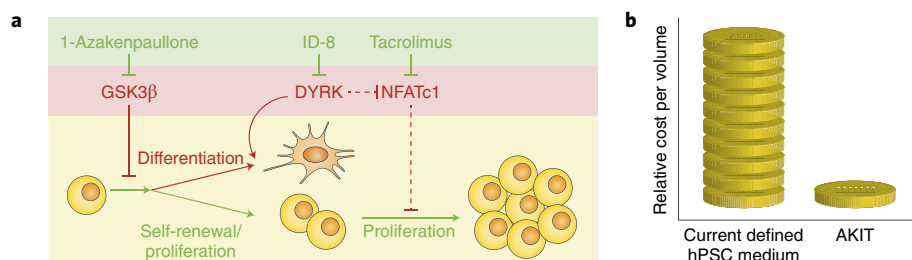 a
1-Azakenpaullone
ID-8
Tacrolimus
GSK3β
DYRK
NFATc1
Differentiation
Self-renewal/
proliferation
Proliferation
b
Relative cost per volume
Current defined
hPSC medium
AKIT